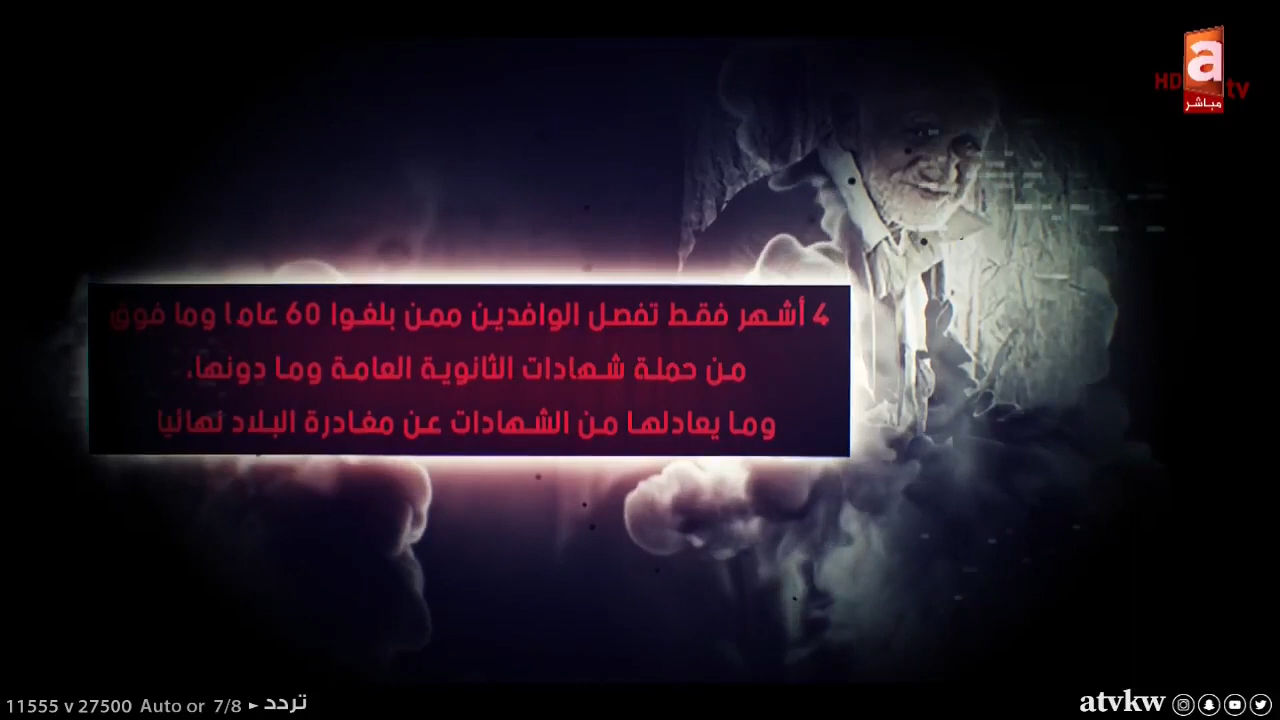 a
HD tv
مباشر
4 أشهر فقط تفصل الوافدين ممن بلغوا 60 عاما وما فوق
من حملة شهادات الثانوية العامة وما دونها،
وما يعادلها من الشهادات عن مغادرة البلاد نهائيا
11555 v 27500 Auto or 7/8 ► تردد
atvkw